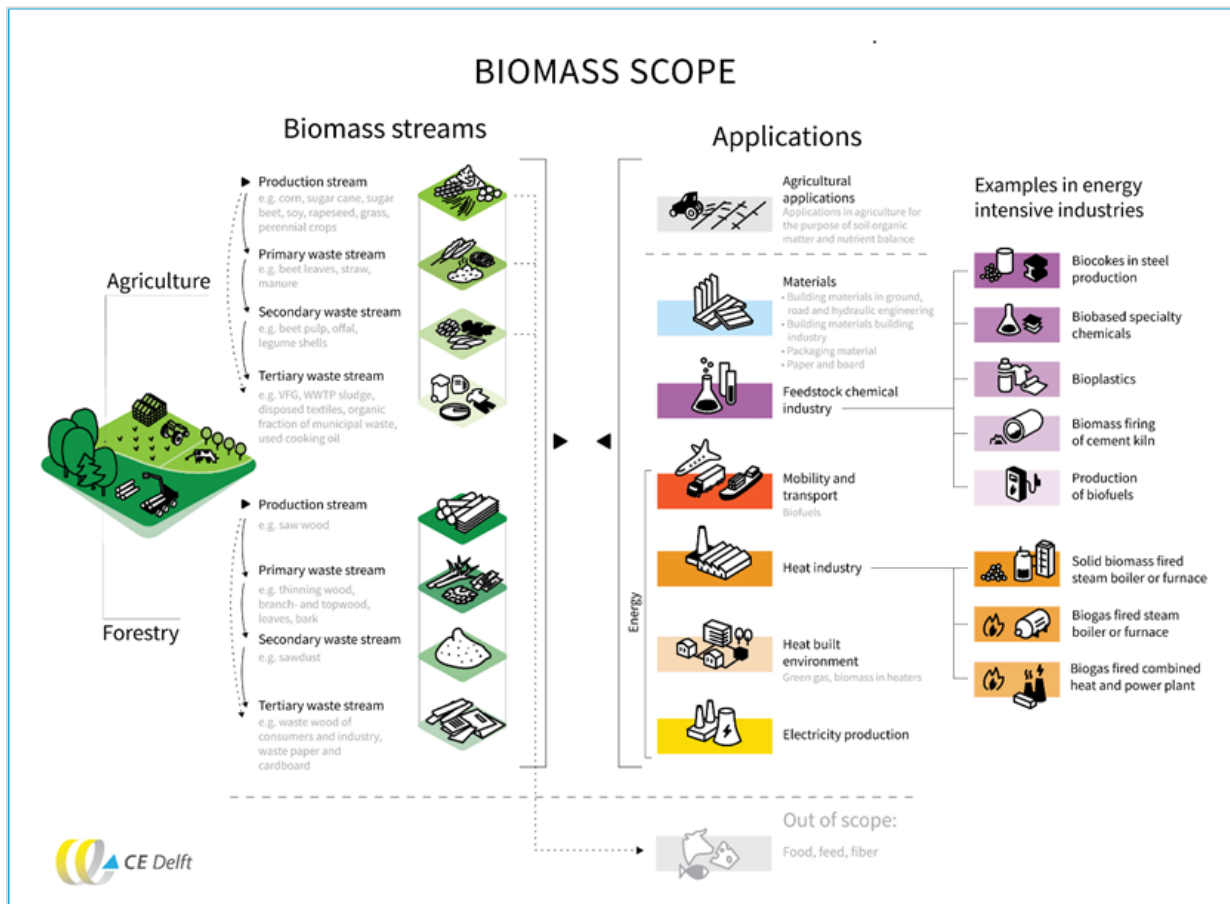 BIOMASS SCOPE
Biomass streams
Agriculture
Production stream
e.g. corn, sugar cane, sugar
beet, soy, rapeseed, grass,
perennial crops
Primary waste stream
e.g. beet leaves, straw,
manure
Secondary waste stream
e.g. beet pulp, offal,
legume shells
Tertiary waste stream
e.g. VFG, WWTP sludge,
disposed textiles, organic
fraction of municipal waste,
used cooking oil
Forestry
Production stream
e.g. saw wood
Primary waste stream
e.g. thinning wood,
branch- and topwood,
leaves, bark
Secondary waste stream
e.g. sawdust
Tertiary waste stream
e.g. waste wood of
consumers and industry,
waste paper and
cardboard
Applications
Agricultural
applications
Applications in agriculture for
the purpose of soil organic
matter and nutrient balance
Materials
• Building materials in ground,
road and hydraulic engineering
• Building materials building
industry
• Packaging material
• Paper and board
Feedstock chemical
industry
Energy
Mobility and
transport
Biofuels
Heat industry
Heat built
environment
Green gas, biomass in heaters
Electricity production
Examples in energy
intensive industries
Biocokes in steel
production
Biobased specialty
chemicals
Bioplastics
Biomass firing
of cement kiln
Production
of biofuels
Solid biomass fired
steam boiler or furnace
Biogas fired steam
boiler or furnace
Biogas fired combined
heat and power plant
Out of scope:
Food, feed, fiber
CE Delft